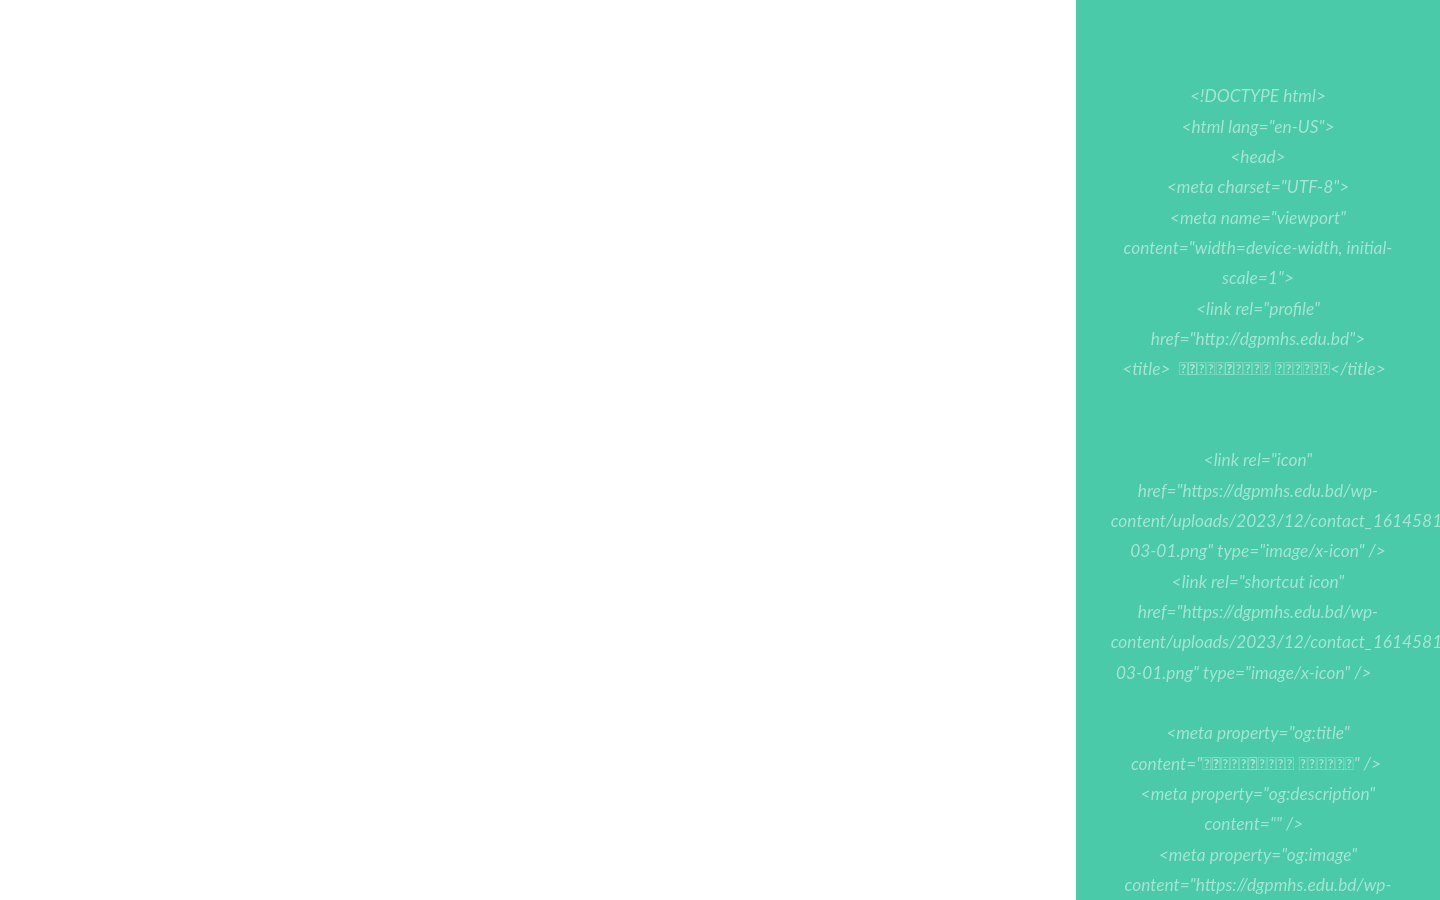 <!DOCTYPE html>
<html lang="en-US">
<head>
<meta charset="UTF-8">
<meta name="viewport"
content="width=device-width, initial-
scale=1">
<link rel="profile"
href="http://dgpmhs.edu.bd">
<title> </title>
<link rel="icon"
href="https://dgpmhs.edu.bd/wp-
content/uploads/2023/12/contact_1614581
03-01.png" type="image/x-icon" />
<link rel="shortcut icon"
href="https://dgpmhs.edu.bd/wp-
content/uploads/2023/12/contact_1614581
03-01.png" type="image/x-icon" />
<meta property="og:title"
content="" />
<meta property="og:description"
content="" />
<meta property="og:image"
content="https://dgpmhs.edu.bd/wp-